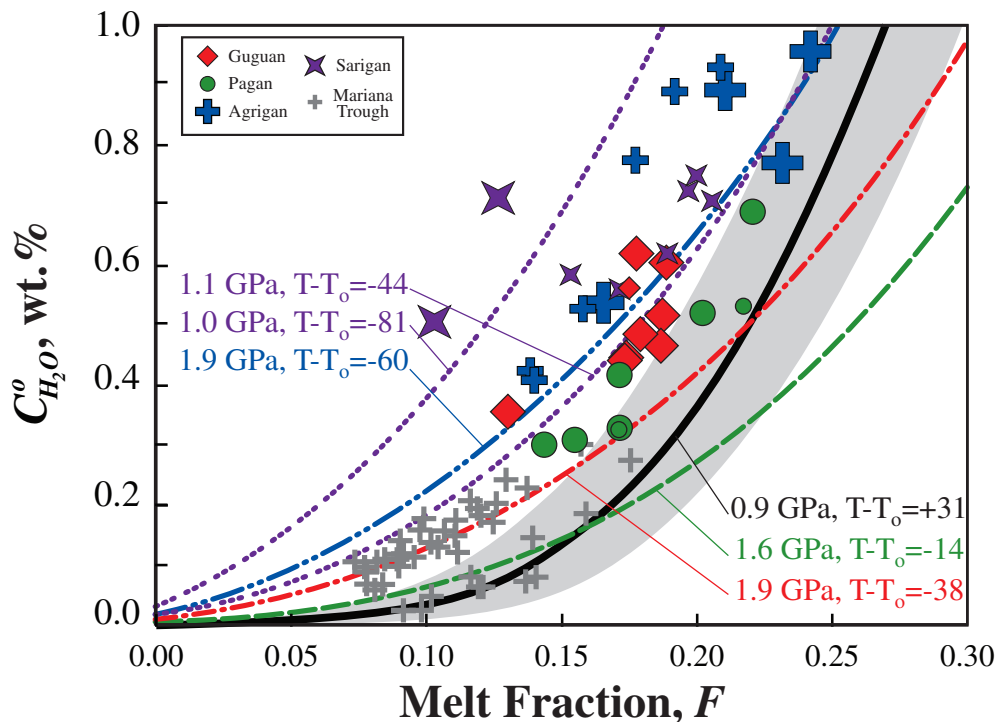 1.0
0.8
0.6
0.4
0.2
0.0
C°H₂O, wt.%
Guguan
Pagan
Agrigan
Sarigan
Mariana
Trough
1.1 GPa, T-Tₒ=-44
1.0 GPa, T-Tₒ=-81
1.9 GPa, T-Tₒ=-60
0.9 GPa, T-Tₒ=+31
1.6 GPa, T-Tₒ=-14
1.9 GPa, T-Tₒ=-38
0.00 0.05 0.10 0.15 0.20 0.25 0.30
Melt Fraction, F